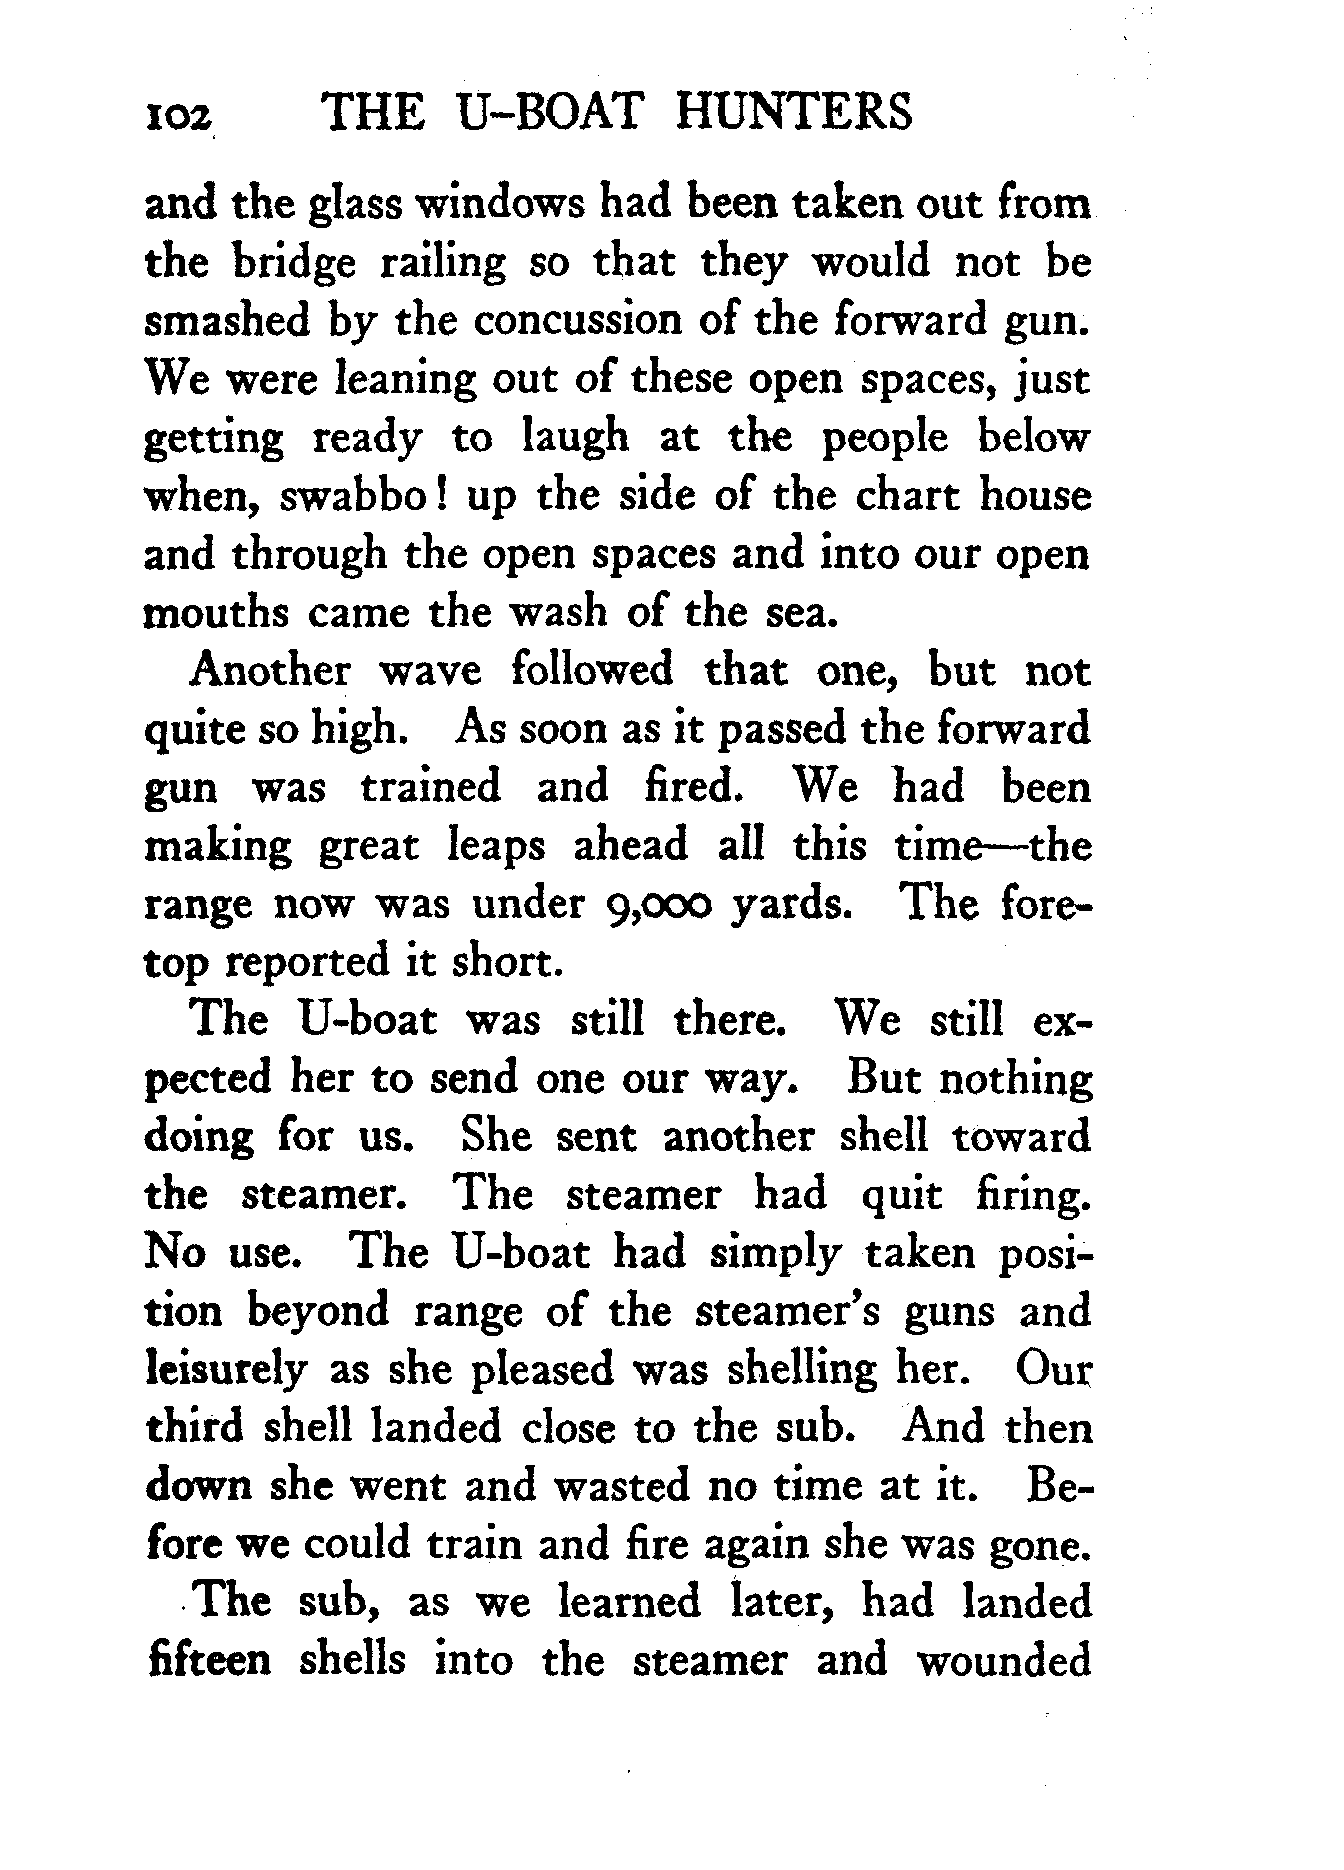 102 THE U-BOAT HUNTERS
and the glass windows had been taken out from
the bridge railing so that they would not be
smashed by the concussion of the forward gun.
We were leaning out of these open spaces, just
getting ready to laugh at the people below
when, swabbo! up the side of the chart house
and through the open spaces and into our open
mouths came the wash of the sea.
Another wave followed that one, but not
quite so high. As soon as it passed the forward
gun was trained and fired. We had been
making great leaps ahead all this time—the
range now was under 9,000 yards. The fore-
top reported it short.
The U-boat was still there. We still ex-
pected her to send one our way. But nothing
doing for us. She sent another shell toward
the steamer. The steamer had quit firing.
No use. The U-boat had simply taken posi-
tion beyond range of the steamer's guns and
leisurely as she pleased was shelling her. Our
third shell landed close to the sub. And then
down she went and wasted no time at it. Be-
fore we could train and fire again she was gone.
The sub, as we learned later, had landed
fifteen shells into the steamer and wounded